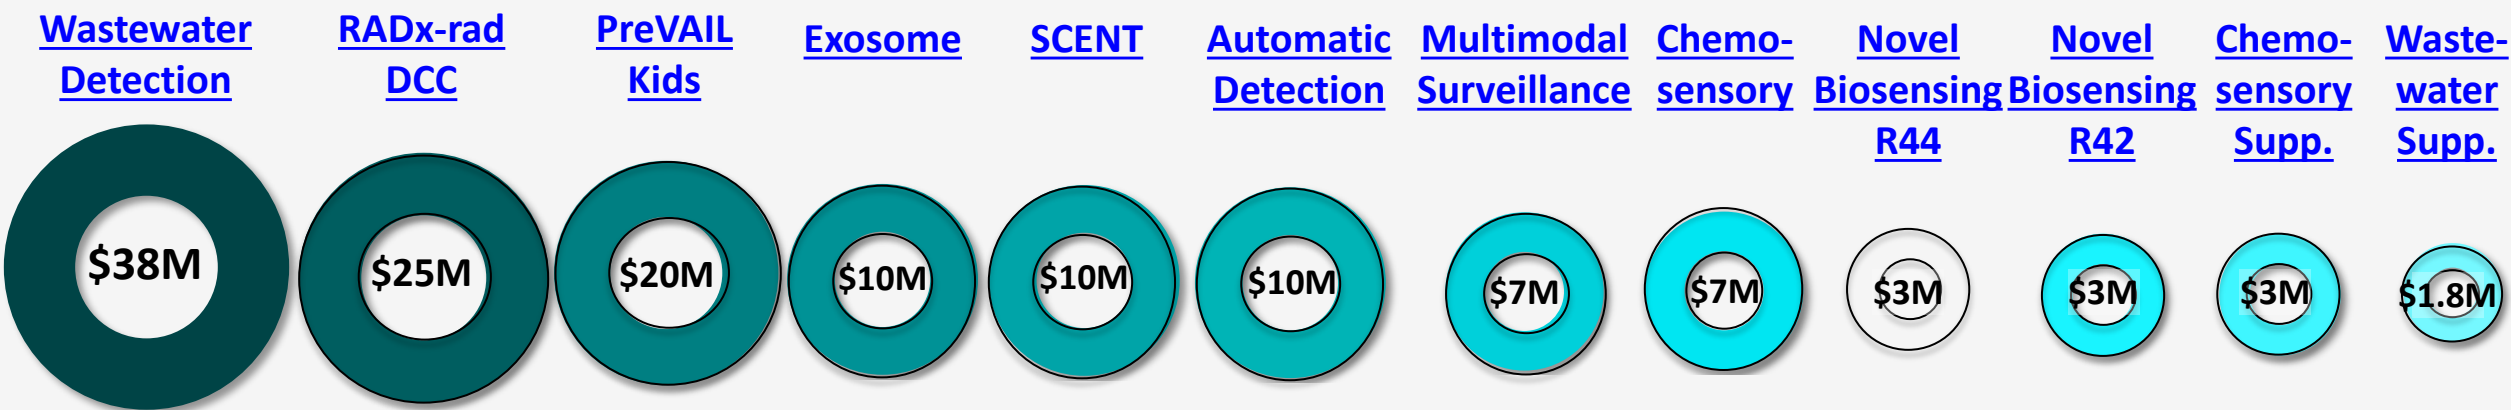 Wastewater
Detection
RADx-rad
DCC
PreVAIL
Kids
Exosome
SCENT
Automatic
Detection
Multimodal
Surveillance
Chemo-
sensory
Novel
Biosensing
R44
Novel
Biosensing
R42
Chemo-
sensory
Supp.
Waste-
water
Supp.
$38M
$25M
$20M
$10M
$10M
$10M
$7M
$7M
$3M
$3M
$3M
$1.8M